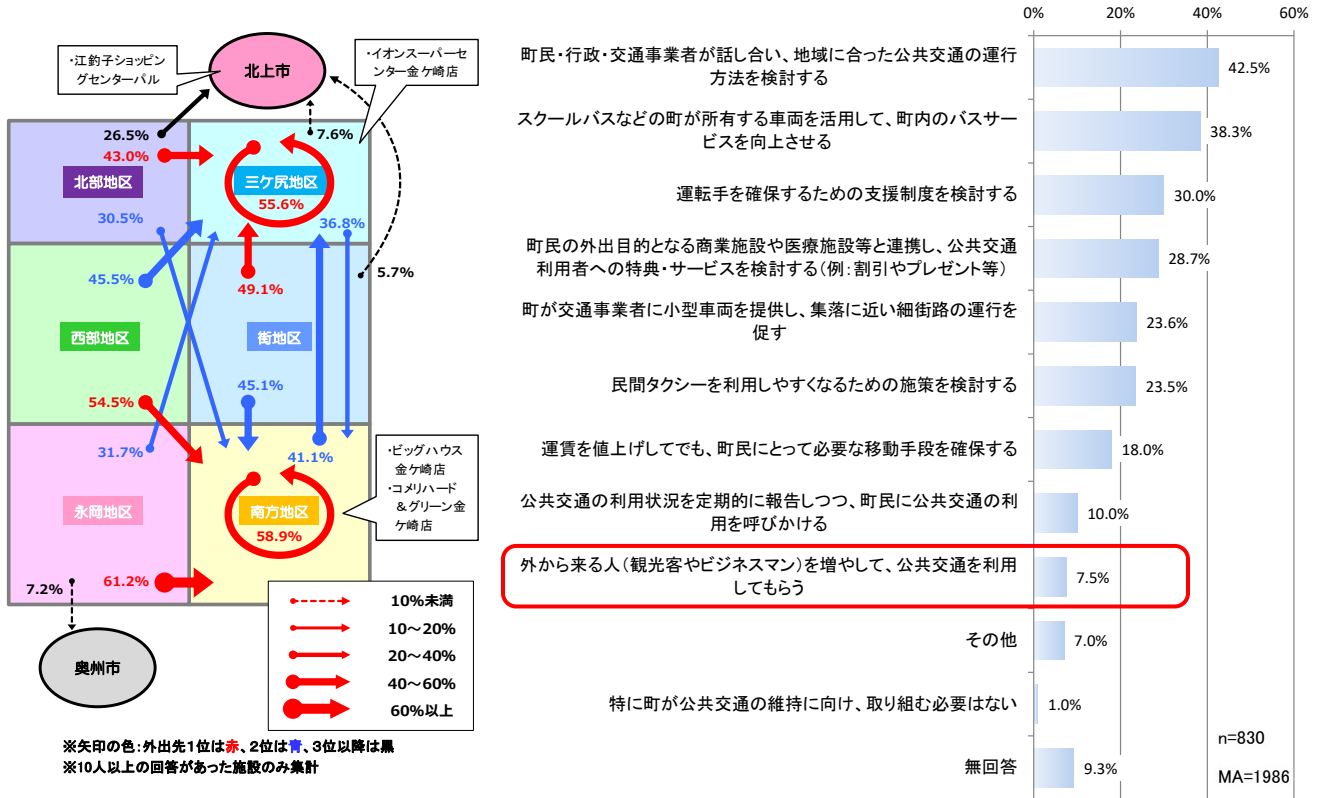 ・江釣子ショッピン
グセンターパル
北上市
・イオンスーパーセ
ンター金ケ崎店
26.5%
7.6%
43.0%
北部地区
三ケ尻地区
55.6%
30.5%
36.8%
45.5%
49.1%
5.7%
西部地区
街地区
45.1%
54.5%
31.7%
41.1%
・ビッグハウス
金ケ崎店
・コメリハード
&グリーン金
ケ崎店
永岡地区
南方地区
58.9%
7.2%
61.2%
奥州市
10%未満
10～20%
20～40%
40～60%
60%以上
※矢印の色:外出先1位は赤、2位は青、3位以降は黒
※10人以上の回答があった施設のみ集計
0% 20% 40% 60%
町民・行政・交通事業者が話し合い、地域に合った公共交通の運行
方法を検討する
42.5%
スクールバスなどの町が所有する車両を活用して、町内のバスサー
ビスを向上させる
38.3%
運転手を確保するための支援制度を検討する
30.0%
町民の外出目的となる商業施設や医療施設等と連携し、公共交通
利用者への特典・サービスを検討する(例:割引やプレゼント等)
28.7%
町が交通事業者に小型車両を提供し、集落に近い細街路の運行を
促す
23.6%
民間タクシーを利用しやすくなるための施策を検討する
23.5%
運賃を値上げしてでも、町民にとって必要な移動手段を確保する
18.0%
公共交通の利用状況を定期的に報告しつつ、町民に公共交通の利
用を呼びかける
10.0%
外から来る人(観光客やビジネスマン)を増やして、公共交通を利用
してもらう
7.5%
その他
7.0%
特に町が公共交通の維持に向け、取り組む必要はない
1.0%
無回答
9.3%
n=830
MA=1986